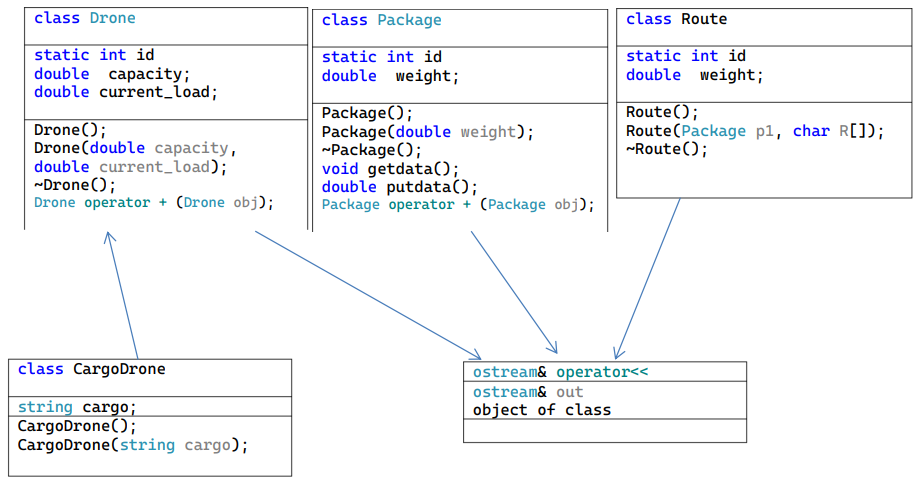 class Drone
static int id
double  capacity;
double current_load;
Drone();
Drone(double capacity,
double current_load);
~Drone();
Drone operator + (Drone obj);
class Package
static int id
double  weight;
Package();
Package(double weight);
~Package();
void getdata();
double putdata();
Package operator + (Package obj);
class Route
static int id
double  weight;
Route();
Route(Package p1, char R[]);
~Route();
class CargoDrone
string cargo;
CargoDrone();
CargoDrone(string cargo);
ostream& operator<<
ostream& out
object of class